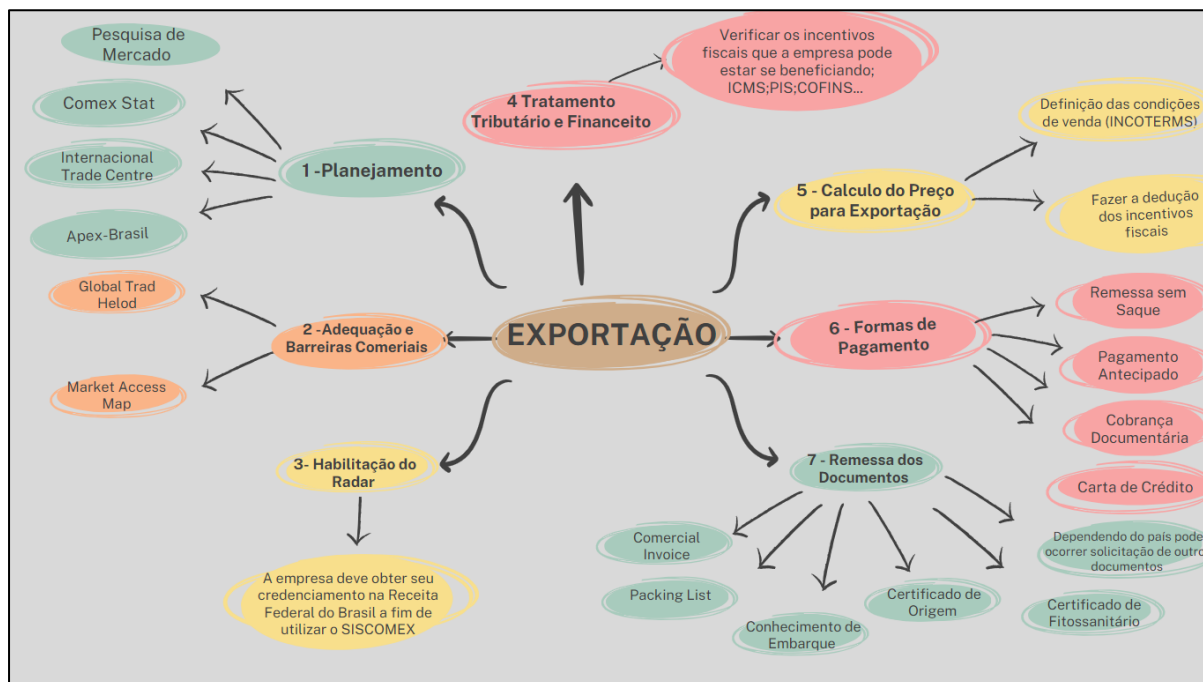 Pesquisa de
Mercado
Comex Stat
Internacional
Trade Centre
Apex-Brasil
1 -Planejamento
4 Tratamento
Tributário e Financeito
Verificar os incentivos
fiscais que a empresa pode
estar se beneficiando;
ICMS;PIS;COFINS...
Definição das condições
de venda (INCOTERMS)
5 - Calculo do Preço
para Exportação
Fazer a dedução
dos incentivos
fiscais
Global Trad
Helod
2 -Adequação e
Barreiras Comeriais
Market Access
Map
EXPORTAÇÃO
6 - Formas de
Pagamento
Remessa sem
Saque
Pagamento
Antecipado
Cobrança
Documentária
Carta de Crédito
3- Habilitação do
Radar
A empresa deve obter seu
credenciamento na Receita
Federal do Brasil a fim de
utilizar o SISCOMEX
7 - Remessa dos
Documentos
Comercial
Invoice
Packing List
Conhecimento de
Embarque
Certificado de
Origem
Certificado de
Fitossanitário
Dependendo do país pode
ocorrer solicitação de outro
documentos